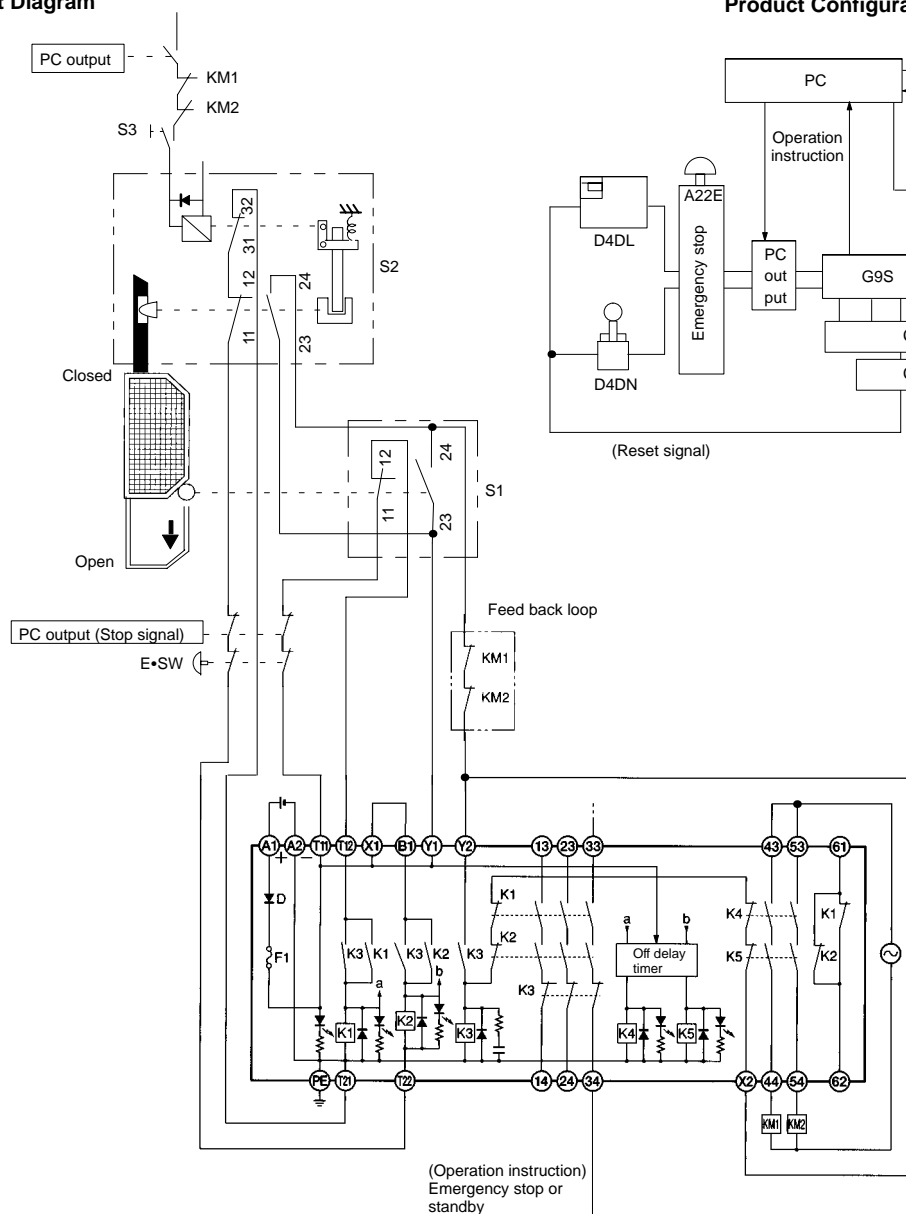 t Diagram
Product Configura
PC output
KM1
KM2
S3
32
31
12
24
11
23
S2
Closed
Open
12
24
11
23
S1
PC output (Stop signal)
E•SW
Feed back loop
KM1
KM2
PC
Operation
instruction
A22E
Emergency stop
D4DL
D4DN
PC
out
put
G9S
(Reset signal)
A1 A2 T11 T12 X1 B1 Y1 Y2 13 23 33 43 53 61
+ −
D
F1
K3 K1 K3 K2 K3
a
b
K1
K2
K3
K1
K2
K3
a
b
Off delay
timer
K4
K5
K4
K5
K1
K2
PE T21 T22 14 24 34 X2 44 54 62
KM1 KM2
(Operation instruction)
Emergency stop or
standby